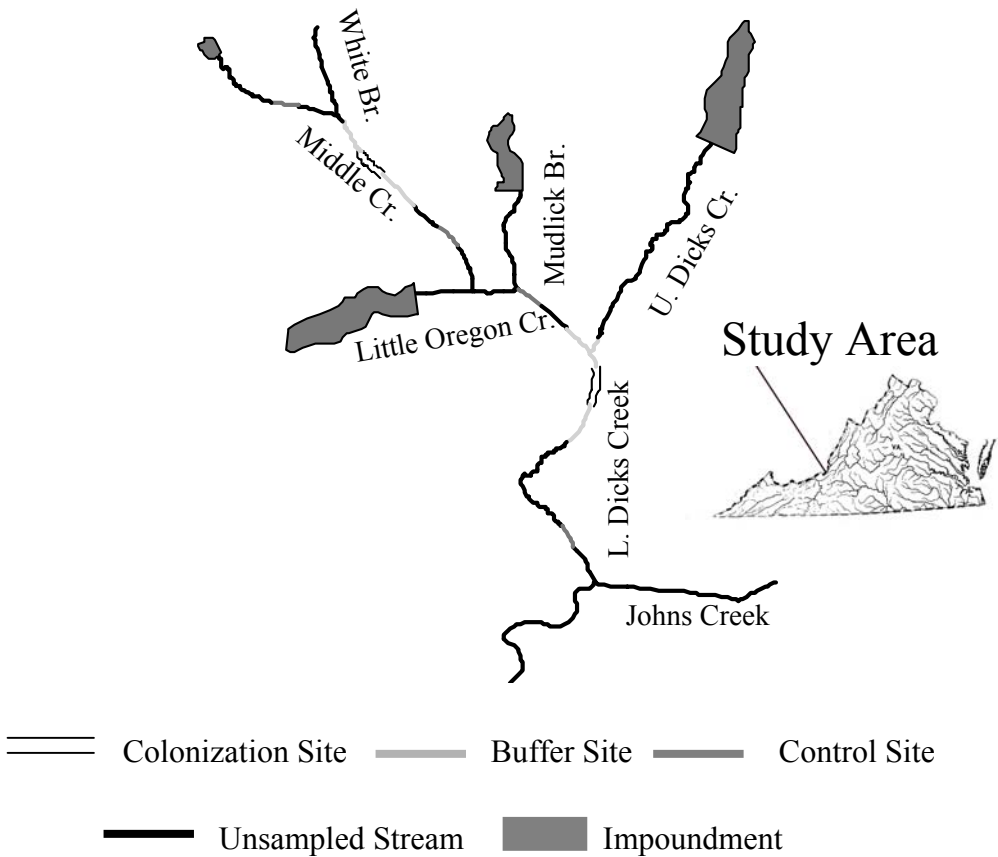 White Br.
Middle Cr.
Mudlick Br.
U. Dicks Cr.
Little Oregon Cr.
Study Area
VA
L. Dicks Creek
Johns Creek
Colonization Site
Buffer Site
Control Site
Unsampled Stream
Impoundment